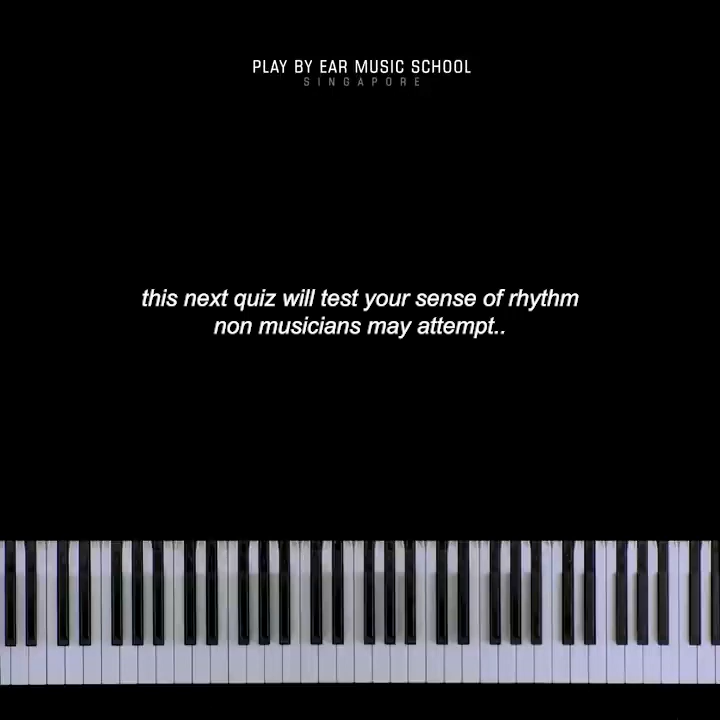 PLAY BY EAR MUSIC SCHOOL
SINGAPORE
this next quiz will test your sense of rhythm
non musicians may attempt..